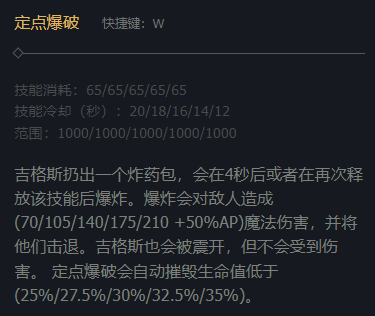 定点爆破 快捷键：W
技能消耗：65/65/65/65/65
技能冷却（秒）：20/18/16/14/12
范围：1000/1000/1000/1000/1000
吉格斯扔出一个炸药包，会在4秒后或者在再次释
放该技能后爆炸。爆炸会对敌人造成
(70/105/140/175/210 +50%AP)魔法伤害，并将
他们击退。吉格斯也会被震开，但不会受到伤
害。 定点爆破会自动摧毁生命值低于
(25%/27.5%/30%/32.5%/35%)。